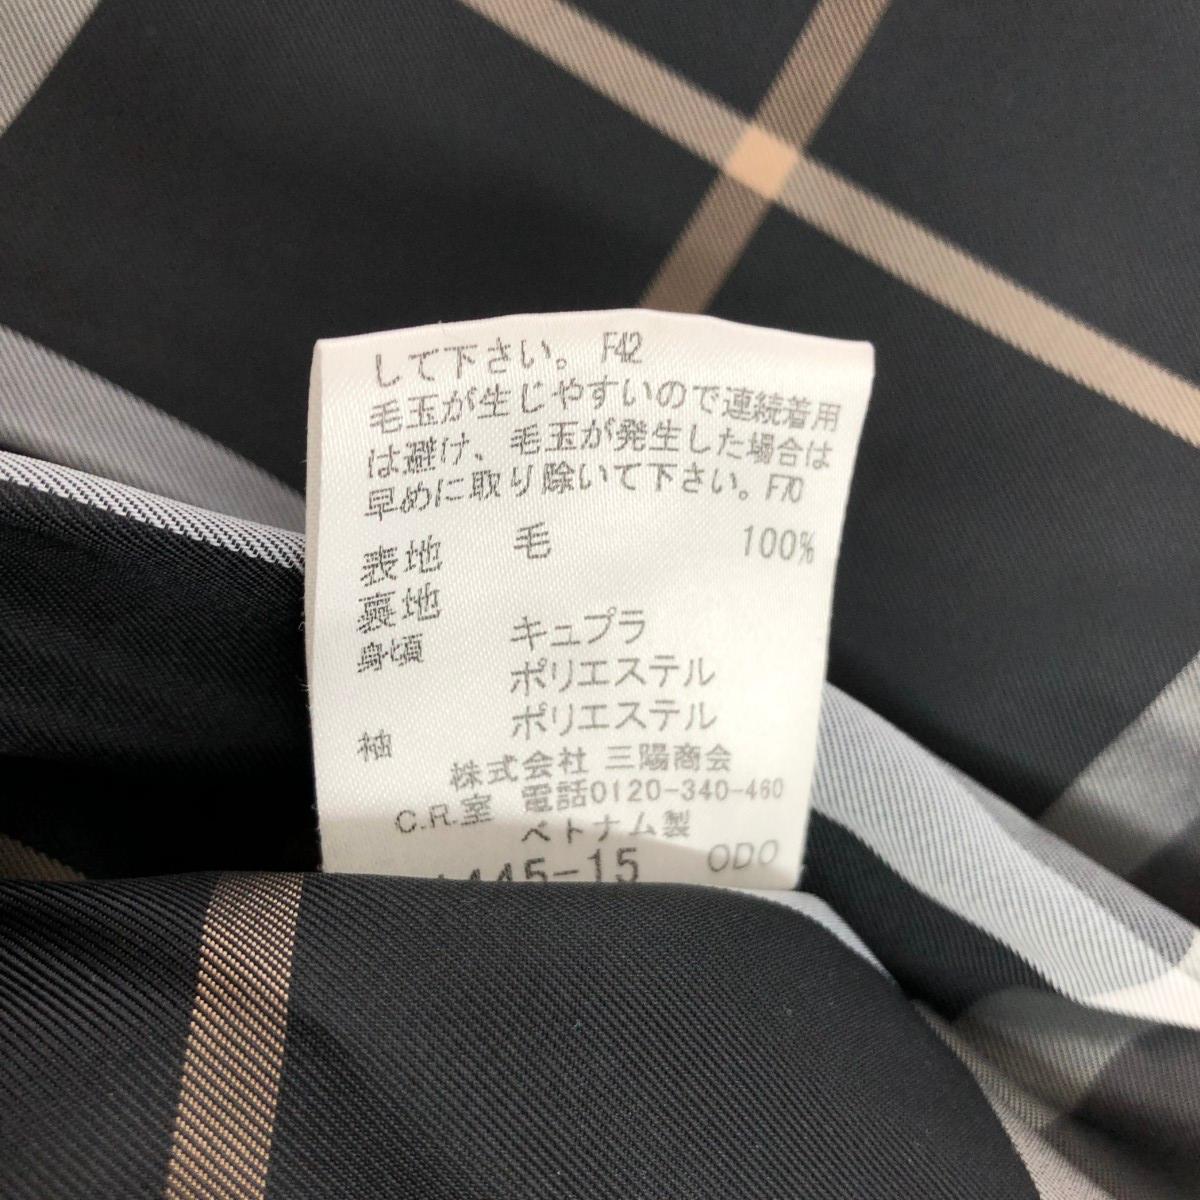 して下さい。 F42
毛玉が生じやすいので連続着用
は避け、毛玉が発生した場合は
早めに取り除いて下さい。F70
表地 毛 100%
裏地
身頃 キュプラ
ポリエステル
袖 ポリエステル
株式会社 三陽商会
C.R.室 電話0120-340-460
ベトナム製
445-15 ODO